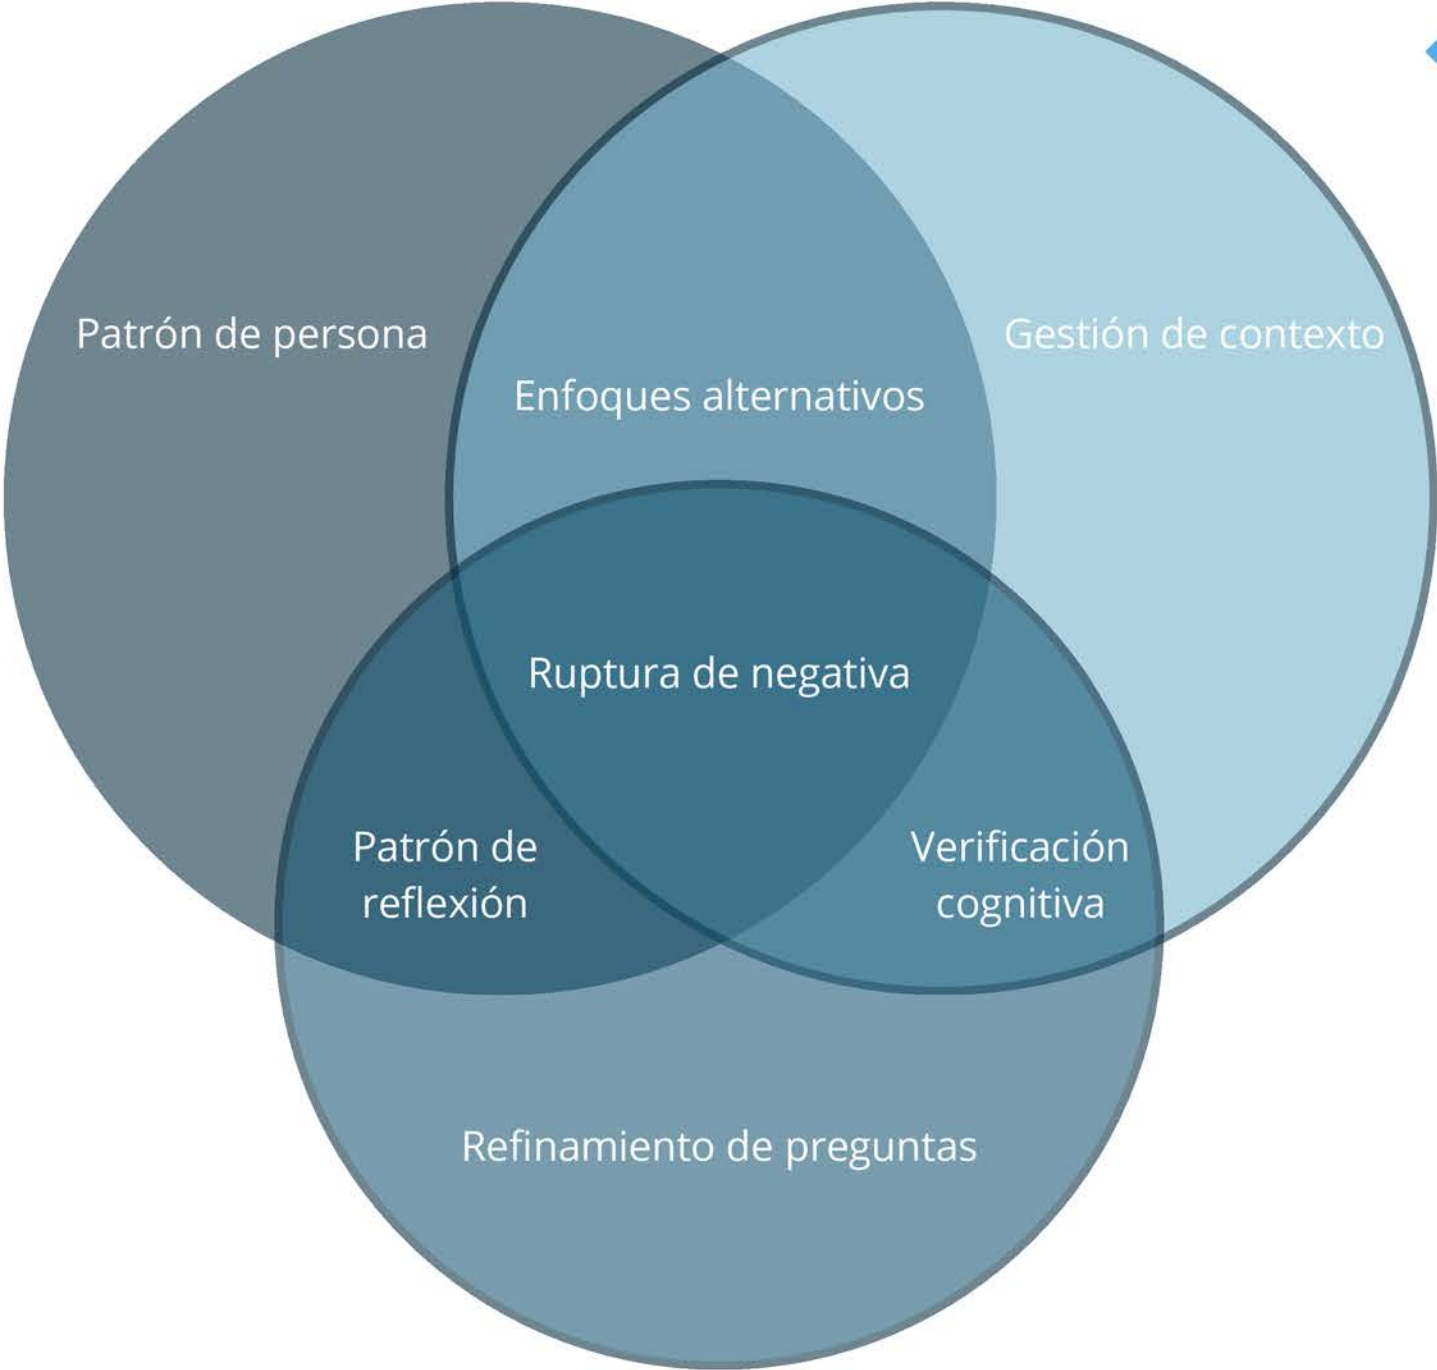 Patrón de persona
Gestión de contexto
Enfoques alternativos
Ruptura de negativa
Patrón de
reflexión
Verificación
cognitiva
Refinamiento de preguntas